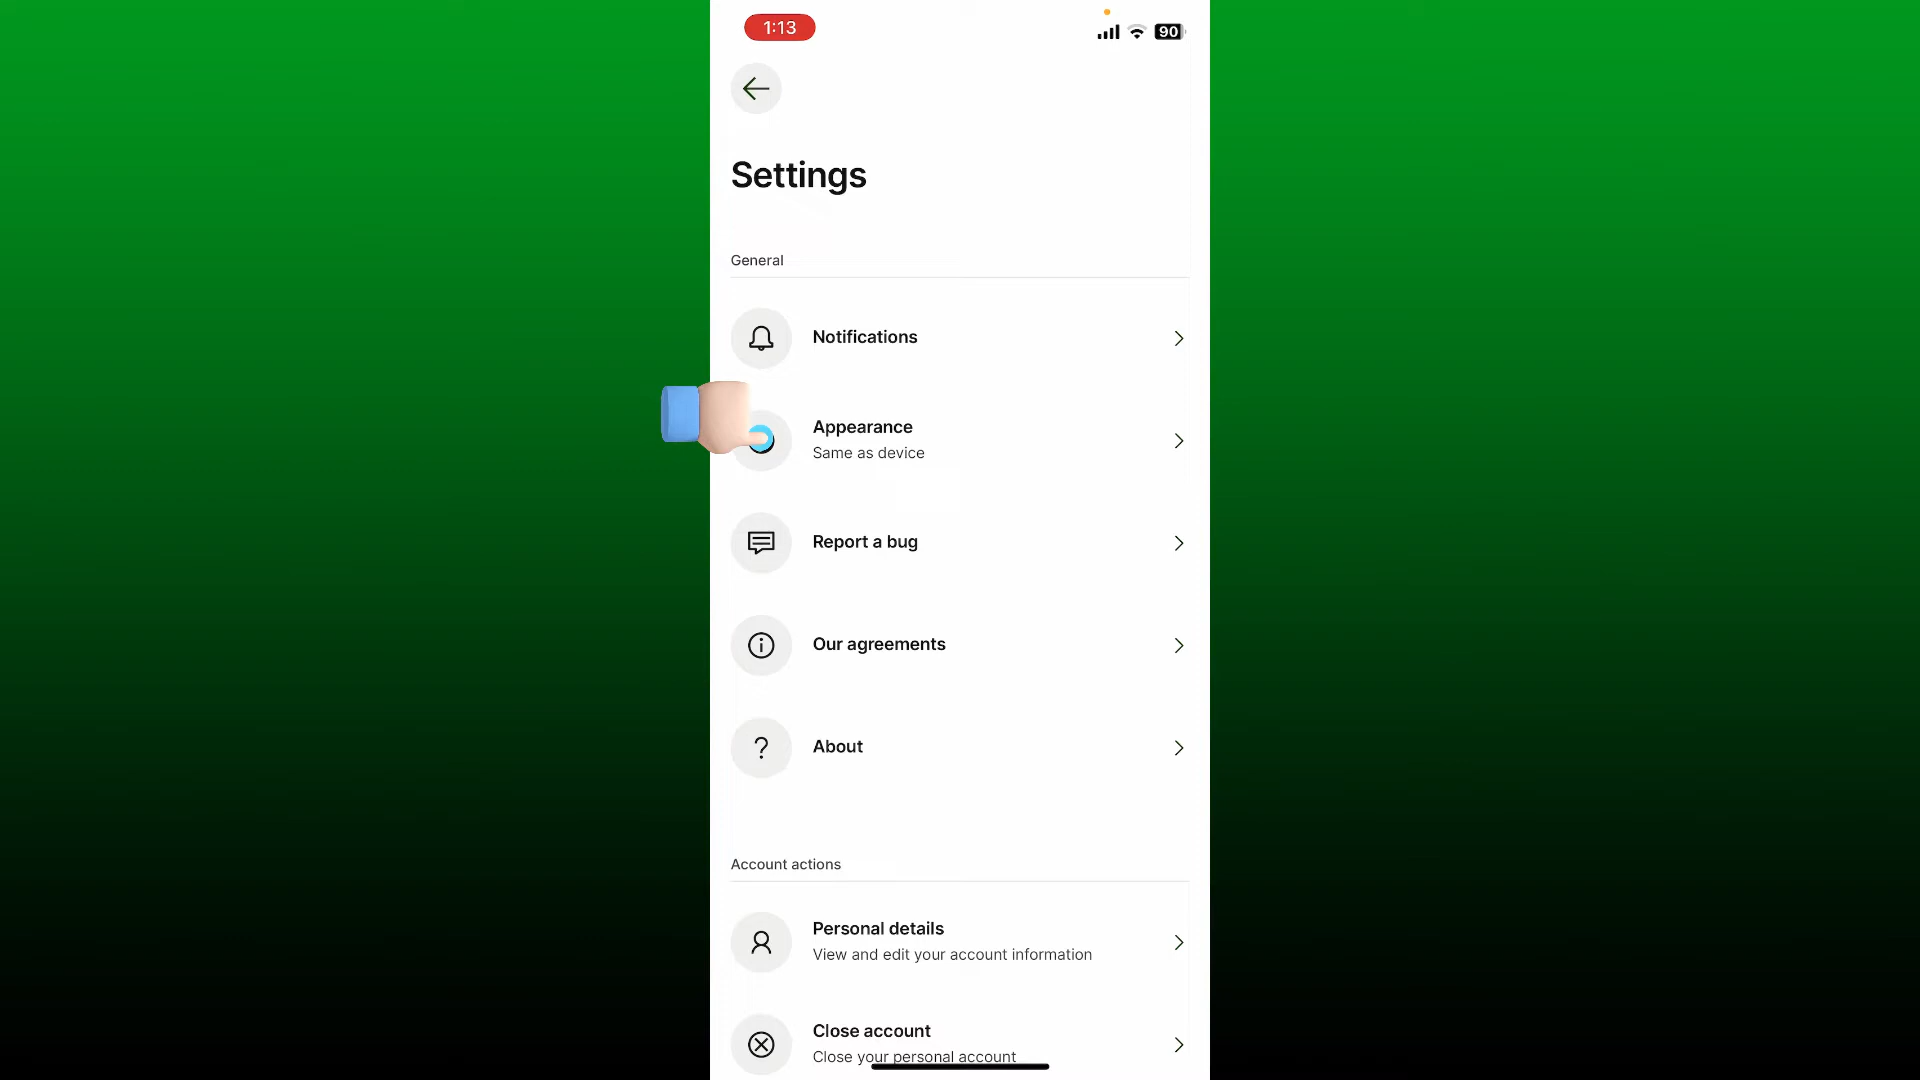 1:13
90
Settings
General
Notifications
Appearance
Same as device
Report a bug
Our agreements
About
Account actions
Personal details
View and edit your account information
Close account
Close your personal account